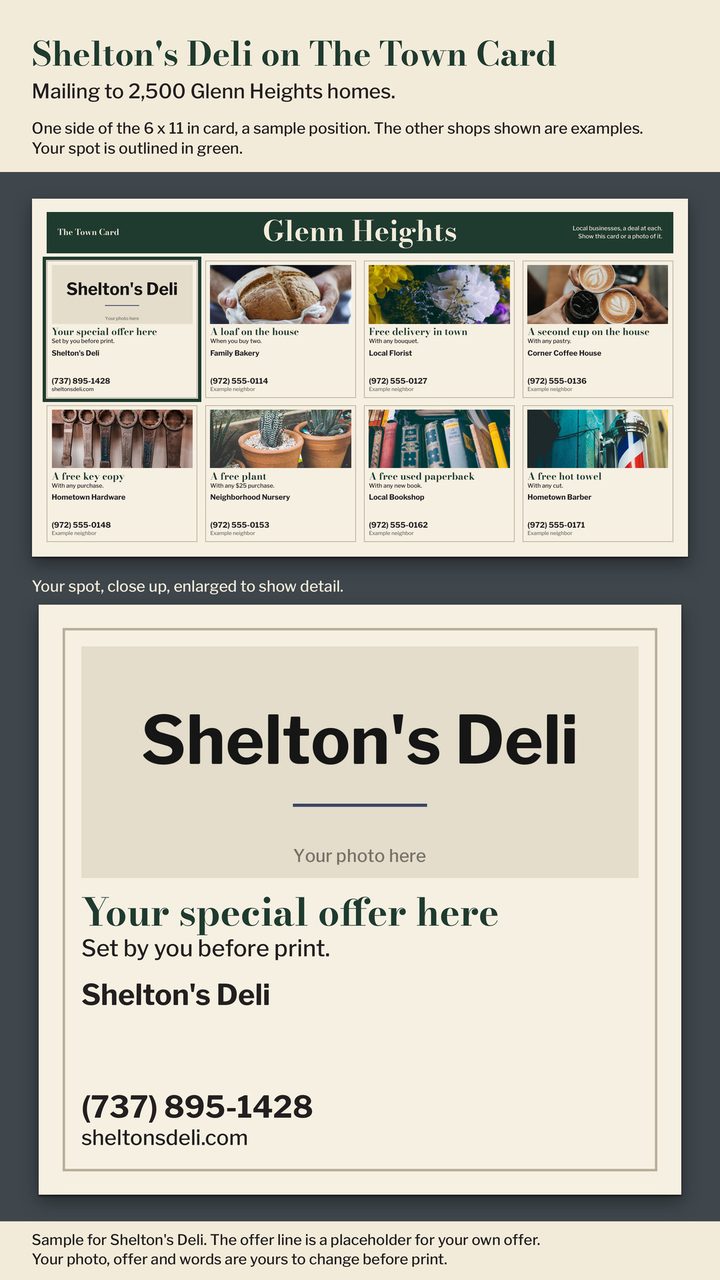 Shelton's Deli on The Town Card
Mailing to 2,500 Glenn Heights homes.
One side of the 6 x 11 in card, a sample position. The other shops shown are examples.
Your spot is outlined in green.
The Town Card
Glenn Heights
Local businesses, a deal at each.
Show this card or a photo of it.
Shelton's Deli
Your photo here
Your special offer here
Set by you before print.
Shelton's Deli
(737) 895-1428
sheltonsdeli.com
A loaf on the house
When you buy two.
Family Bakery
(972) 555-0114
Example neighbor
Free delivery in town
With any bouquet.
Local Florist
(972) 555-0127
Example neighbor
A second cup on the house
With any pastry.
Corner Coffee House
(972) 555-0136
Example neighbor
A free key copy
With any purchase.
Hometown Hardware
(972) 555-0148
Example neighbor
A free plant
With any $25 purchase.
Neighborhood Nursery
(972) 555-0153
Example neighbor
A free used paperback
With any new book.
Local Bookshop
(972) 555-0162
Example neighbor
A free hot towel
With any cut.
Hometown Barber
(972) 555-0171
Example neighbor
Your spot, close up, enlarged to show detail.
Shelton's Deli
Your photo here
Your special offer here
Set by you before print.
Shelton's Deli
(737) 895-1428
sheltonsdeli.com
Sample for Shelton's Deli. The offer line is a placeholder for your own offer.
Your photo, offer and words are yours to change before print.